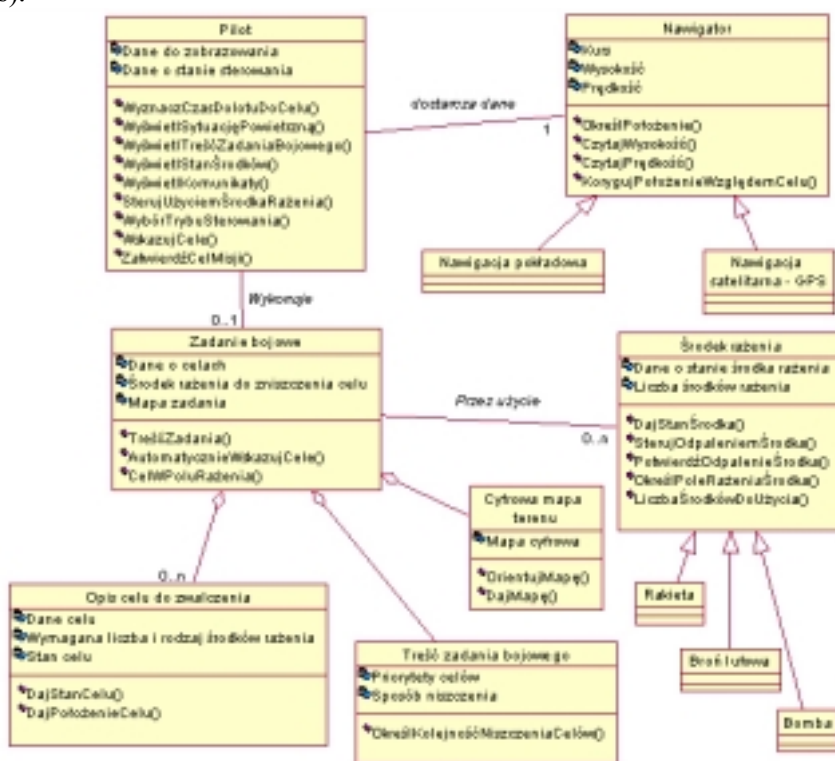 Pilot
Dane do zobrazowania
Dane o stanie sterowania
WyznaczCzasDolotuDoCelu()
WyświetlSytuacjęPowietrzną()
WyświetlTreśćZadaniaBojowego()
WyświetlStanŚrodków()
WyświetlKomunikaty()
SterujUżyciemŚrodkaRażenia()
WybórTrybuSterowania()
WskazujCele()
ZatwierdźCelMisji()
dostarcza dane
1
Nawigator
Kurs
Wysokość
Prędkość
OkreślPołożenie()
CzytajWysokość()
CzytajPrędkość()
KorygujPołożenieWzględemCelu()
Nawigacja pokładowa
Nawigacja
satelitarna - GPS
Wykonuje
0..1
Zadanie bojowe
Dane o celach
Środek rażenia do zniszczenia celu
Mapa zadania
TreśćZadania()
AutomatycznieWskazujCele()
CelWPoluRażenia()
Przez użycie
0..n
Środek rażenia
Dane o stanie środka rażenia
Liczba środków rażenia
DajStanŚrodka()
SterujOdpaleniemŚrodka()
PotwierdźOdpalenieŚrodka()
OkreślPoleRażeniaŚrodka()
LiczbaŚrodkówDoUżycia()
Cyfrowa mapa
terenu
Mapa cyfrowa
OrientujMapę()
DajMapę()
0..n
Opis celu do zwalczenia
Dane celu
Wymagana liczba i rodzaj środków rażenia
Stan celu
DajStanCelu()
DajPołożenieCelu()
Treść zadania bojowego
Priorytety celów
Sposób niszczenia
OkreślKolejnośćNiszczeniaCelów()
Rakieta
Broń lufowa
Bomba